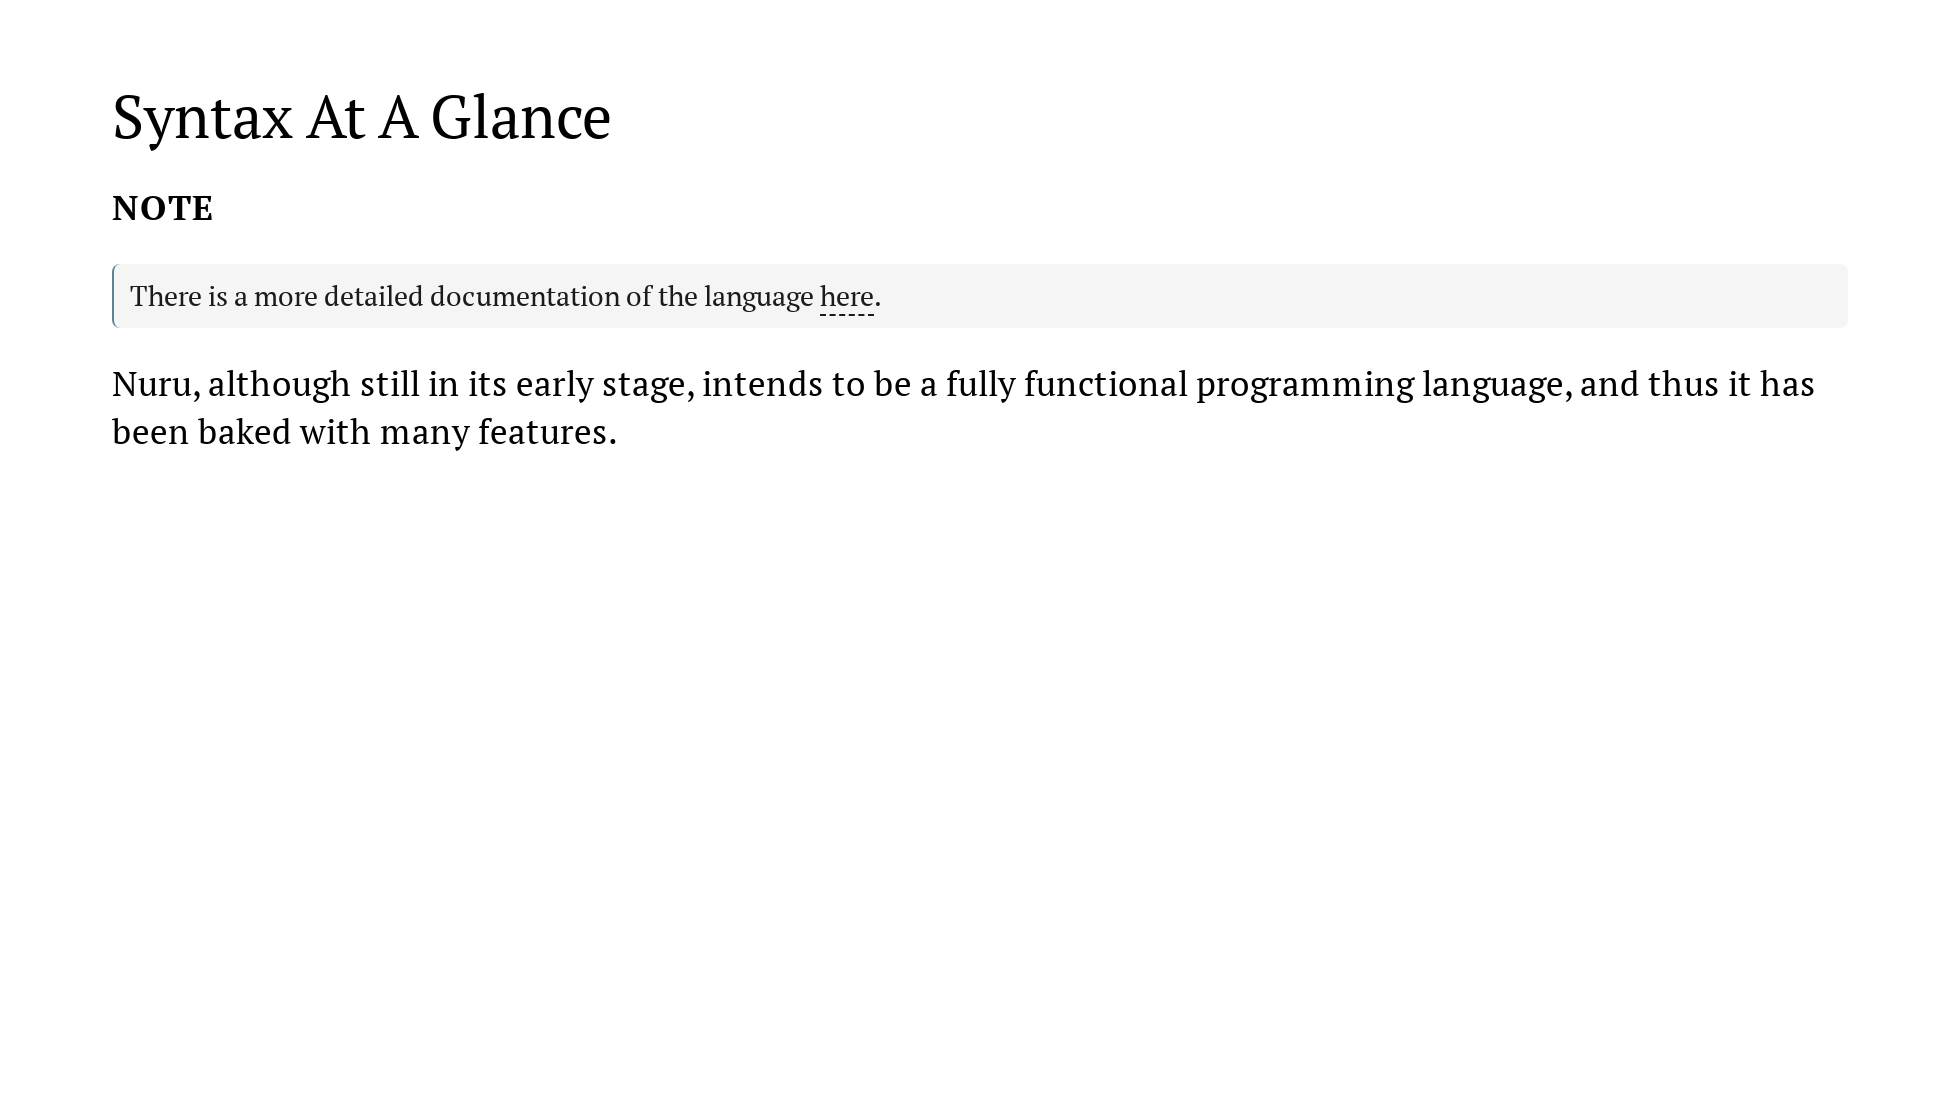 Syntax At A Glance
NOTE
There is a more detailed documentation of the language here.
Nuru, although still in its early stage, intends to be a fully functional programming language, and thus it has
been baked with many features.